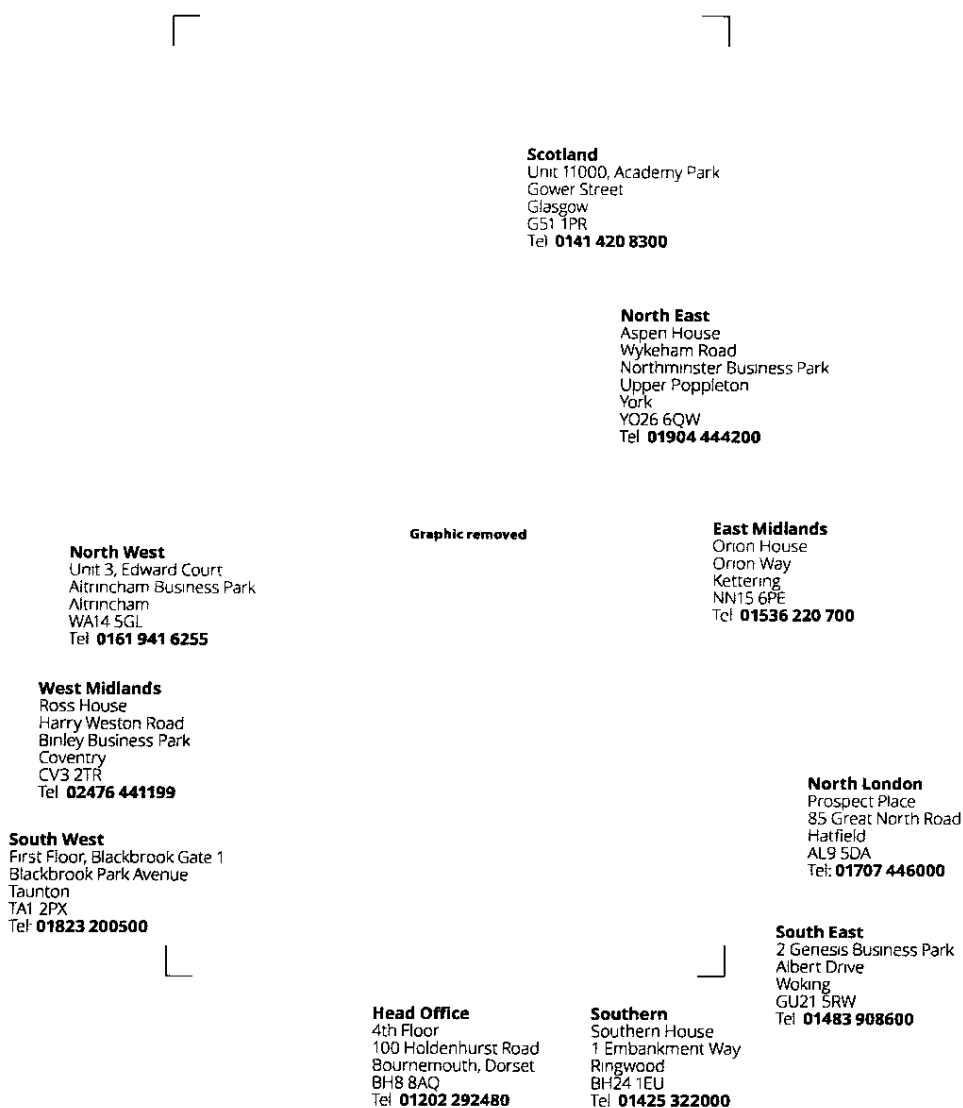 Scotland
Unit 11000, Academy Park
Gower Street
Glasgow
G51 1PR
Tel 0141 420 8300
North East
Aspen House
Wykeham Road
Northminster Business Park
Upper Poppleton
York
YO26 6QW
Tel 01904 444200
Graphic removed
East Midlands
Orion House
Orion Way
Kettering
NN15 6PE
Tel 01536 220 700
North West
Unit 3, Edward Court
Altrincham Business Park
Altrincham
WA14 5GL
Tel 0161 941 6255
West Midlands
Ross House
Harry Weston Road
Binley Business Park
Coventry
CV3 2TR
Tel 02476 441199
North London
Prospect Place
85 Great North Road
Hatfield
AL9 5DA
Tel: 01707 446000
South West
First Floor, Blackbrook Gate 1
Blackbrook Park Avenue
Taunton
TA1 2PX
Tel: 01823 200500
South East
2 Genesis Business Park
Albert Drive
Woking
GU21 5RW
Tel 01483 908600
Head Office
4th Floor
100 Holdenhurst Road
Bournemouth, Dorset
BH8 8AQ
Tel 01202 292480
Southern
Southern House
1 Embankment Way
Ringwood
BH24 1EU
Tel 01425 322000